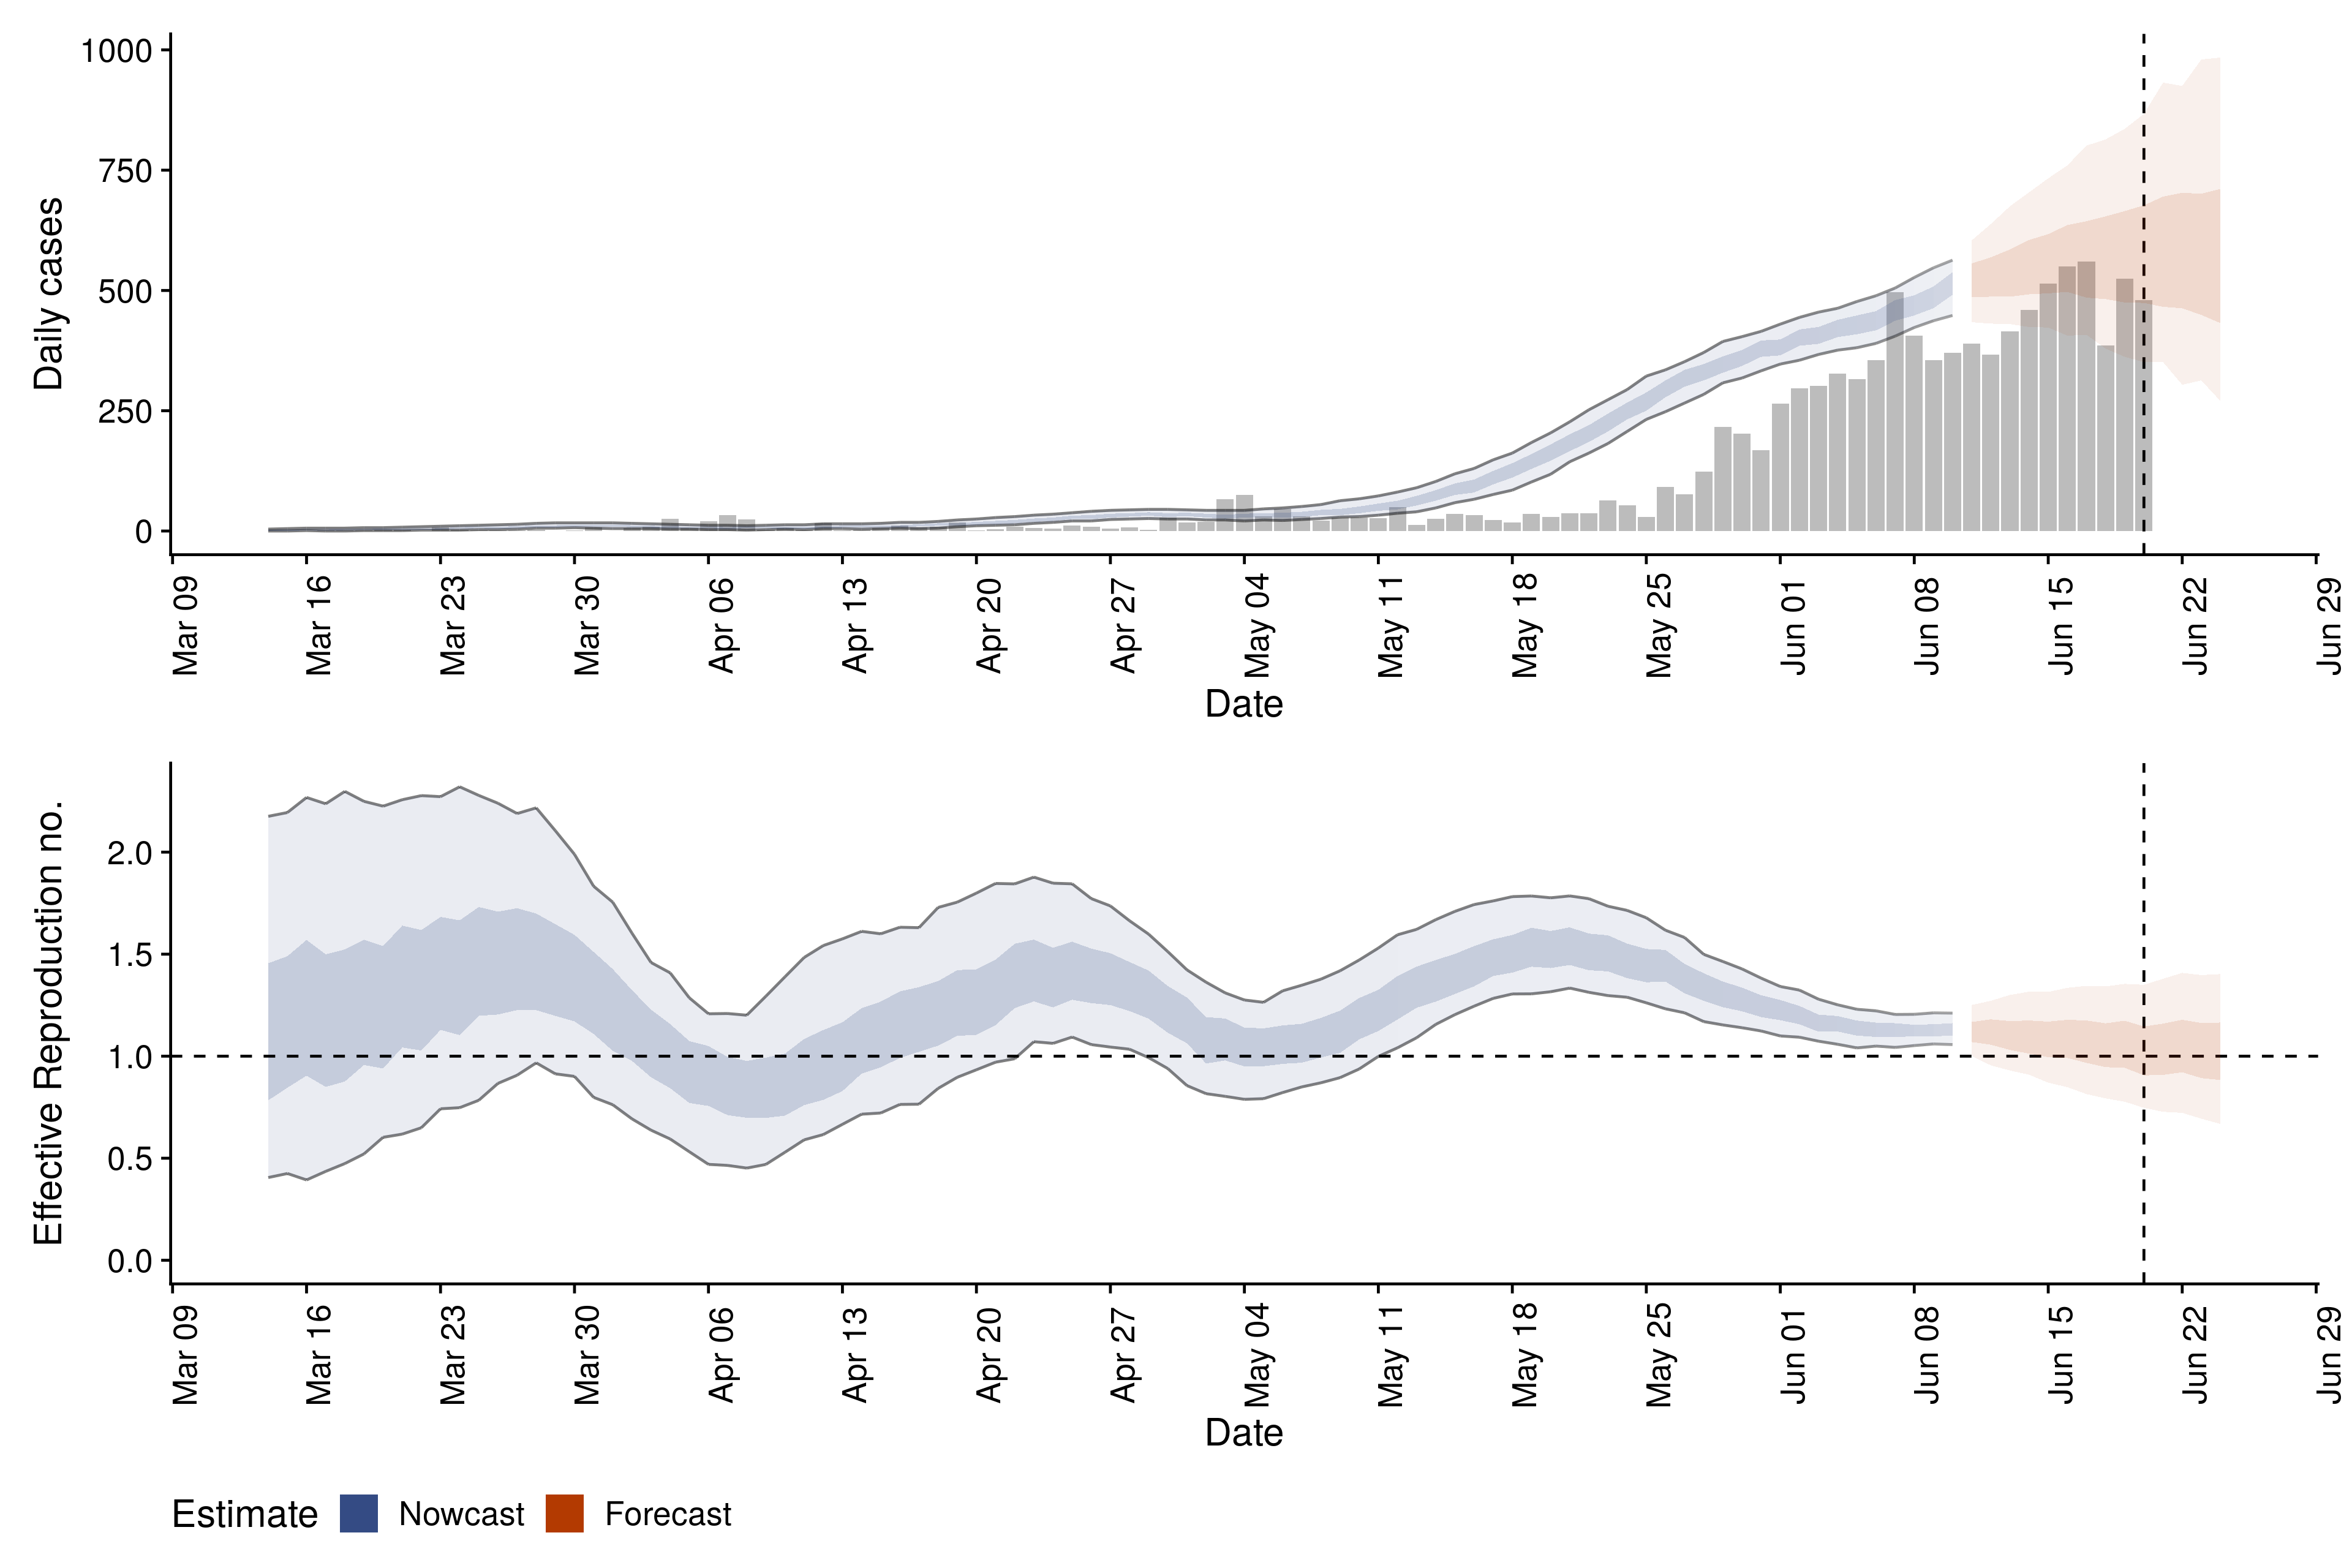 Daily cases
1000
750
500
250
0
Mar 09
Mar 16
Mar 23
Mar 30
Apr 06
Apr 13
Apr 20
Apr 27
May 04
May 11
May 18
May 25
Jun 01
Jun 08
Jun 15
Jun 22
Jun 29
Date
Effective Reproduction no.
2.0
1.5
1.0
0.5
0.0
Mar 09
Mar 16
Mar 23
Mar 30
Apr 06
Apr 13
Apr 20
Apr 27
May 04
May 11
May 18
May 25
Jun 01
Jun 08
Jun 15
Jun 22
Jun 29
Date
Estimate Nowcast Forecast